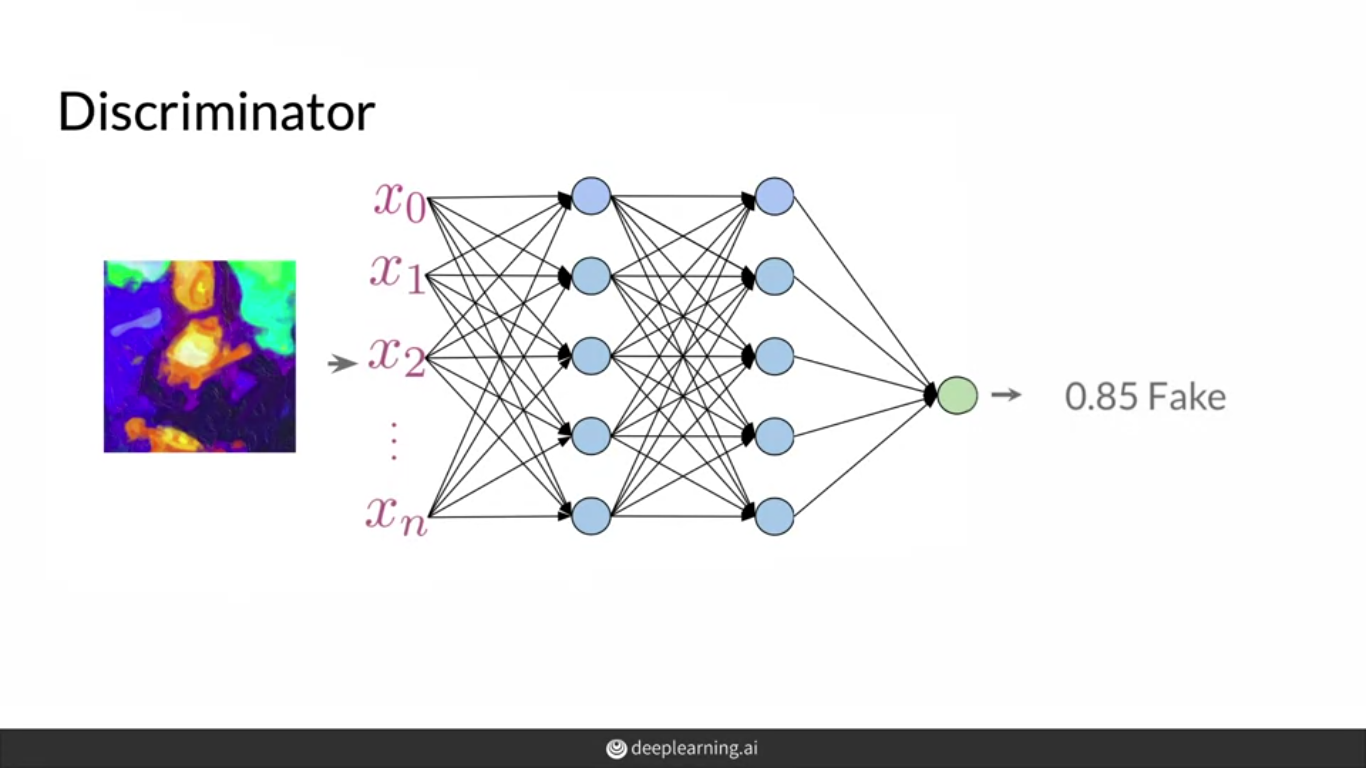 Discriminator
x0
x1
x2
⋮
xn
0.85 Fake
deeplearning.ai